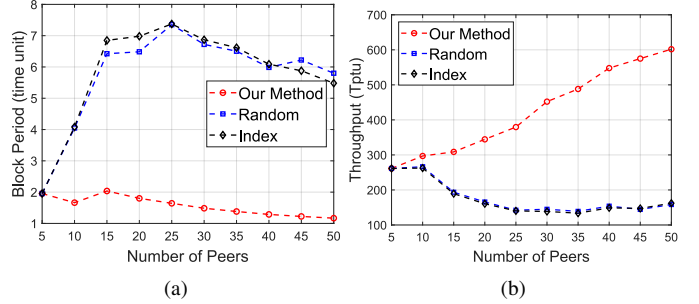 8
7
6
5
4
3
2
1
Block Period (time unit)
Our Method
Random
Index
5 10 15 20 25 30 35 40 45 50
Number of Peers
(a)
700
600
500
400
300
200
100
Throughput (Tptu)
Our Method
Random
Index
5 10 15 20 25 30 35 40 45 50
Number of Peers
(b)